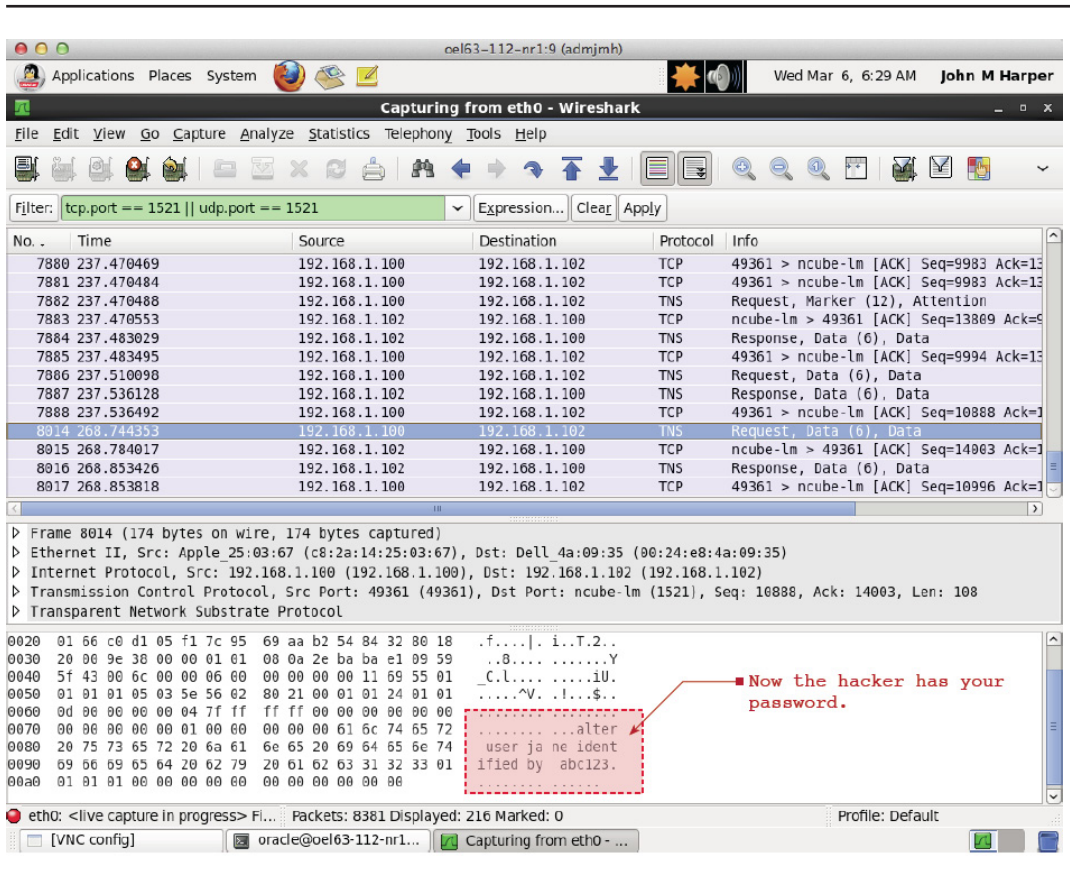 oel63-112-nr1:9 (admjmh)
Applications Places System Wed Mar 6, 6:29 AM John M Harper
Capturing from eth0 - Wireshark
File Edit View Go Capture Analyze Statistics Telephony Tools Help
Filter: tcp.port == 1521 || udp.port == 1521 Expression... Clear Apply
No. . Time Source Destination Protocol Info
7880 237.470469 192.168.1.100 192.168.1.102 TCP 49361 > ncube-lm [ACK] Seq=9983 Ack=13
7881 237.470484 192.168.1.100 192.168.1.102 TCP 49361 > ncube-lm [ACK] Seq=9983 Ack=13
7882 237.470488 192.168.1.100 192.168.1.102 TNS Request, Marker (12), Attention
7883 237.470553 192.168.1.102 192.168.1.100 TCP ncube-lm > 49361 [ACK] Seq=13809 Ack=9
7884 237.483029 192.168.1.102 192.168.1.100 TNS Response, Data (6), Data
7885 237.483495 192.168.1.100 192.168.1.102 TCP 49361 > ncube-lm [ACK] Seq=9994 Ack=13
7886 237.510098 192.168.1.100 192.168.1.102 TNS Request, Data (6), Data
7887 237.536128 192.168.1.102 192.168.1.100 TNS Response, Data (6), Data
7888 237.536492 192.168.1.100 192.168.1.102 TCP 49361 > ncube-lm [ACK] Seq=10888 Ack=1
8014 268.744353 192.168.1.100 192.168.1.102 TNS Request, Data (6), Data
8015 268.784017 192.168.1.102 192.168.1.100 TCP ncube-lm > 49361 [ACK] Seq=14003 Ack=1
8016 268.853426 192.168.1.102 192.168.1.100 TNS Response, Data (6), Data
8017 268.853818 192.168.1.100 192.168.1.102 TCP 49361 > ncube-lm [ACK] Seq=10996 Ack=1
Frame 8014 (174 bytes on wire, 174 bytes captured)
Ethernet II, Src: Apple_25:03:67 (c8:2a:14:25:03:67), Dst: Dell_4a:09:35 (00:24:e8:4a:09:35)
Internet Protocol, Src: 192.168.1.100 (192.168.1.100), Dst: 192.168.1.102 (192.168.1.102)
Transmission Control Protocol, Src Port: 49361 (49361), Dst Port: ncube-lm (1521), Seq: 10888, Ack: 14003, Len: 108
Transparent Network Substrate Protocol
0020 01 66 c0 d1 05 f1 7c 95 69 aa b2 54 84 32 80 18 .f....|. i..T.2..
0030 20 00 9e 38 00 00 01 01 08 0a 2e ba ba e1 09 59 ..8.... .......Y
0040 5f 43 00 6c 00 00 06 00 00 00 00 00 11 69 55 01 _C.l.... .....iU.
0050 01 01 01 05 03 5e 56 02 80 21 00 01 01 24 01 01 .....^V. .!...$..
0060 0d 00 00 00 00 04 7f ff ff ff 00 00 00 00 00 00 ........ ........
0070 00 00 00 00 00 01 00 00 00 00 00 61 6c 74 65 72 ........ ...alter
0080 20 75 73 65 72 20 6a 61 6e 65 20 69 64 65 6e 74 user ja ne ident
0090 69 66 69 65 64 20 62 79 20 61 62 63 31 32 33 01 ified by abc123.
00a0 01 01 01 00 00 00 00 00 00 00 00 00 00 00 ........ ......
Now the hacker has your
password.
eth0: <live capture in progress> Fi... Packets: 8381 Displayed: 216 Marked: 0 Profile: Default
[VNC config] oracle@oel63-112-nr1... Capturing from eth0 - ...